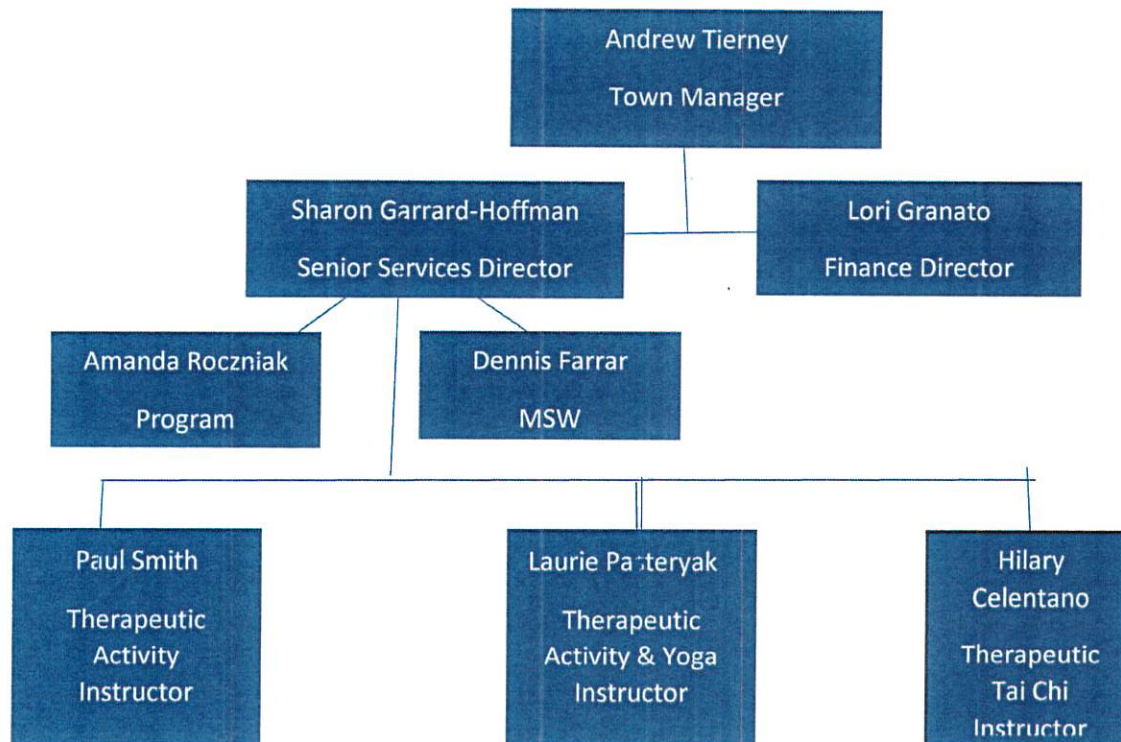 Andrew Tierney
Town Manager
Sharon Garrard-Hoffman
Senior Services Director
Lori Granato
Finance Director
Amanda Roczniak
Program
Dennis Farrar
MSW
Paul Smith
Therapeutic
Activity
Instructor
Laurie
Therapeutic
Activity & Yoga
Instructor
Hilary
Celentano
Therapeutic
Tai Chi
Instructor